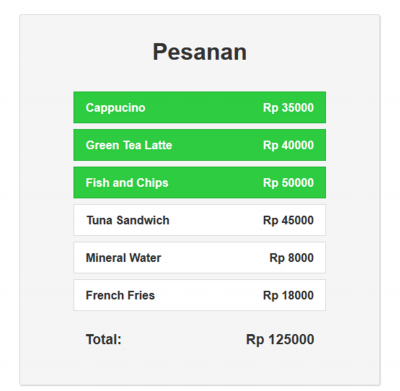 Pesanan
Cappucino Rp 35000
Green Tea Latte Rp 40000
Fish and Chips Rp 50000
Tuna Sandwich Rp 45000
Mineral Water Rp 8000
French Fries Rp 18000
Total: Rp 125000